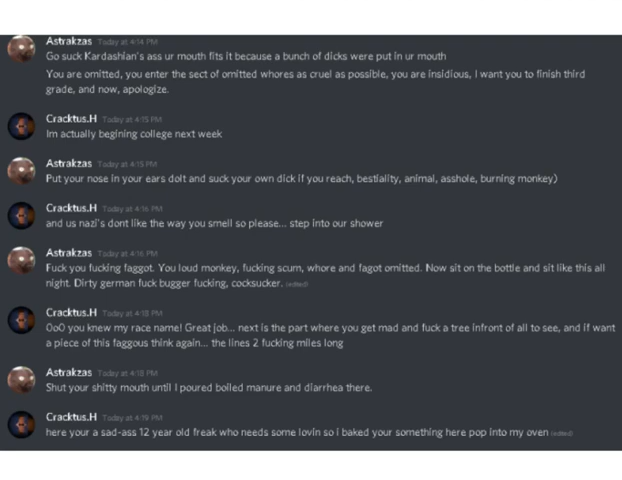 Astrakzas Today at 4:14 PM
Go suck Kardashian's ass ur mouth fits it because a bunch of dicks were put in ur mouth
You are omitted, you enter the sect of omitted whores as cruel as possible, you are insidious, I want you to finish third
grade, and now, apologize.
Cracktus.H Today at 4:15 PM
Im actually begining college next week
Astrakzas Today at 4:15 PM
Put your nose in your ears dolt and suck your own dick if you reach, bestiality, animal, asshole, burning monkey)
Cracktus.H Today at 4:16 PM
and us nazi's dont like the way you smell so please... step into our shower
Astrakzas Today at 4:16 PM
Fuck you fucking faggot. You loud monkey, fucking scum, whore and fagot omitted. Now sit on the bottle and sit like this all
night. Dirty german fuck bugger fucking, cocksucker. (edited)
Cracktus.H Today at 4:18 PM
OoO you knew my race name! Great job... next is the part where you get mad and fuck a tree infront of all to see, and if want
a piece of this faggous think again... the lines 2 fucking miles long
Astrakzas Today at 4:18 PM
Shut your shitty mouth until I poured boiled manure and diarrhea there.
Cracktus.H Today at 4:19 PM
here your a sad-ass 12 year old freak who needs some lovin so i baked your something here pop into my oven (edited)